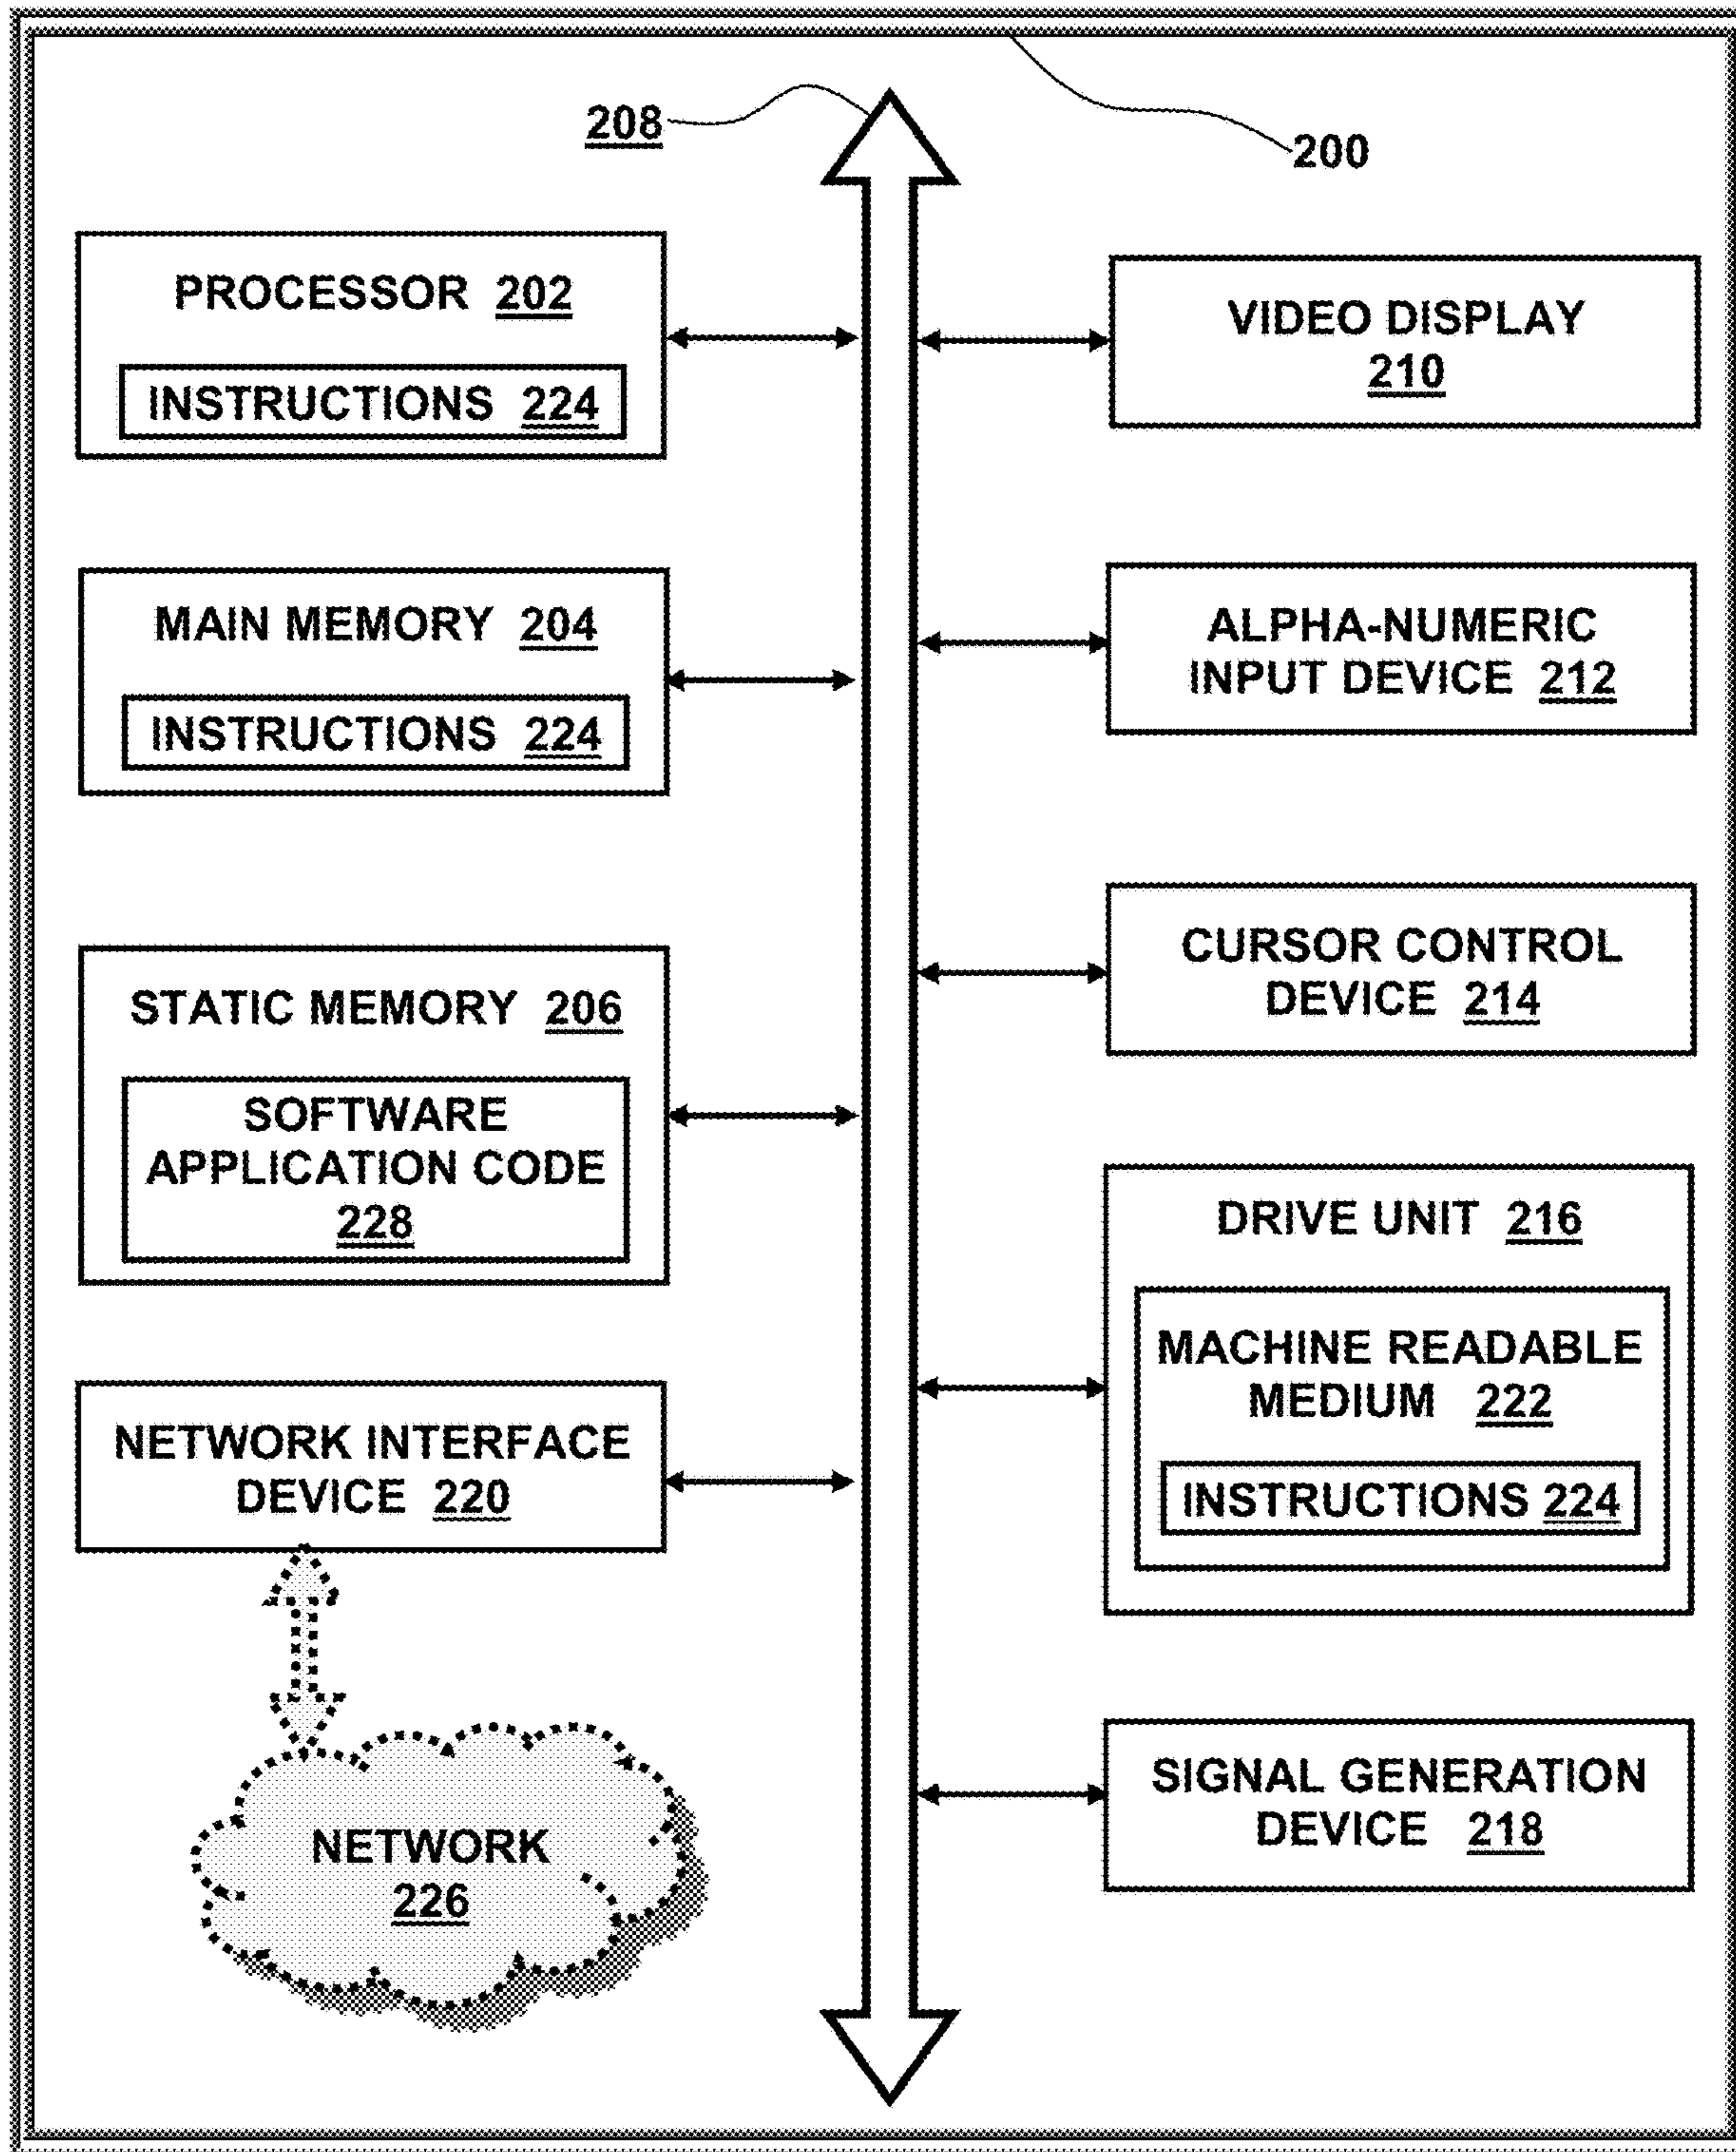 208
200
PROCESSOR 202
INSTRUCTIONS 224
MAIN MEMORY 204
INSTRUCTIONS 224
STATIC MEMORY 206
SOFTWARE
APPLICATION CODE
228
NETWORK INTERFACE
DEVICE 220
NETWORK
226
VIDEO DISPLAY
210
ALPHA-NUMERIC
INPUT DEVICE 212
CURSOR CONTROL
DEVICE 214
DRIVE UNIT 216
MACHINE READABLE
MEDIUM 222
INSTRUCTIONS 224
SIGNAL GENERATION
DEVICE 218